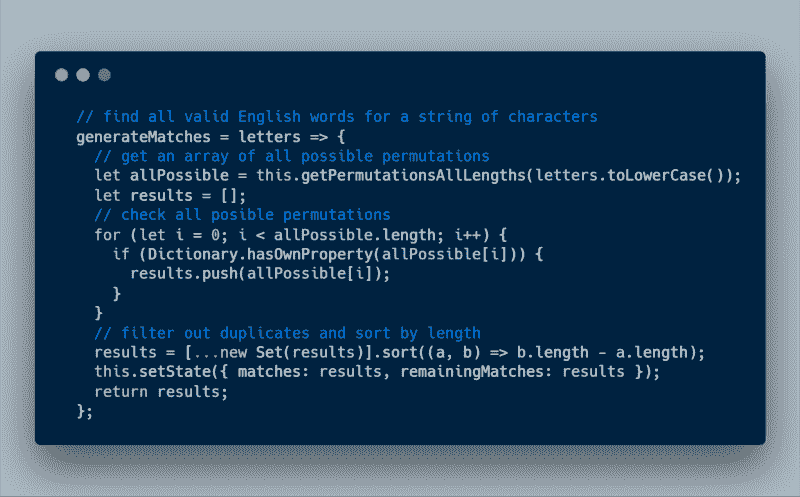 // find all valid English words for a string of characters
generateMatches = letters => {
// get an array of all possible permutations
let allPossible = this.getPermutationsAllLengths(letters.toLowerCase());
let results = [];
// check all posible permutations
for (let i = 0; i < allPossible.length; i++) {
if (Dictionary.hasOwnProperty(allPossible[i])) {
results.push(allPossible[i]);
}
}
// filter out duplicates and sort by length
results = [...new Set(results)].sort((a, b) => b.length - a.length);
this.setState({ matches: results, remainingMatches: results });
return results;
};